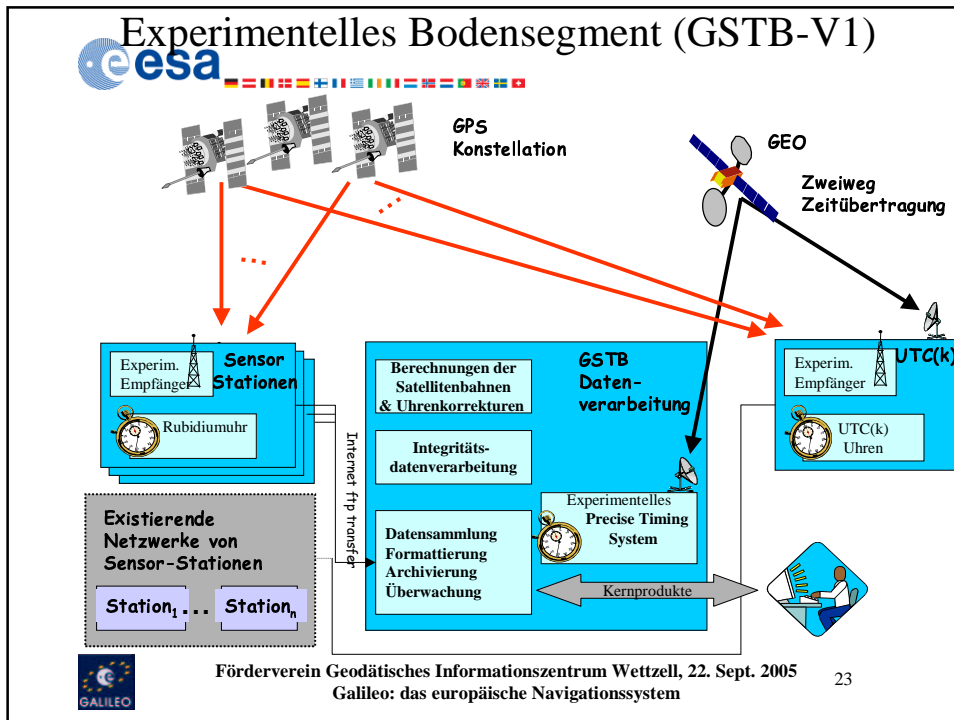 Experimentelles Bodensegment (GSTB-V1)
esa
GPS
Konstellation
GEO
Zweiweg
Zeitübertragung
...
...
Sensor
Stationen
Experim.
Empfänger
Rubidiumuhr
Internet ftp transfer
Berechnungen der
Satellitenbahnen
& Uhrenkorrekturen
GSTB
Daten-
verarbeitung
Integritäts-
datenverarbeitung
Experimentelles
Precise Timing
System
Datensammlung
Formattierung
Archivierung
Überwachung
Kernprodukte
UTC(k)
Experim.
Empfänger
UTC(k)
Uhren
Existierende
Netzwerke von
Sensor-Stationen
Station1 ... Stationn
GALILEO
Förderverein Geodätisches Informationszentrum Wettzell, 22. Sept. 2005
Galileo: das europäische Navigationssystem
23